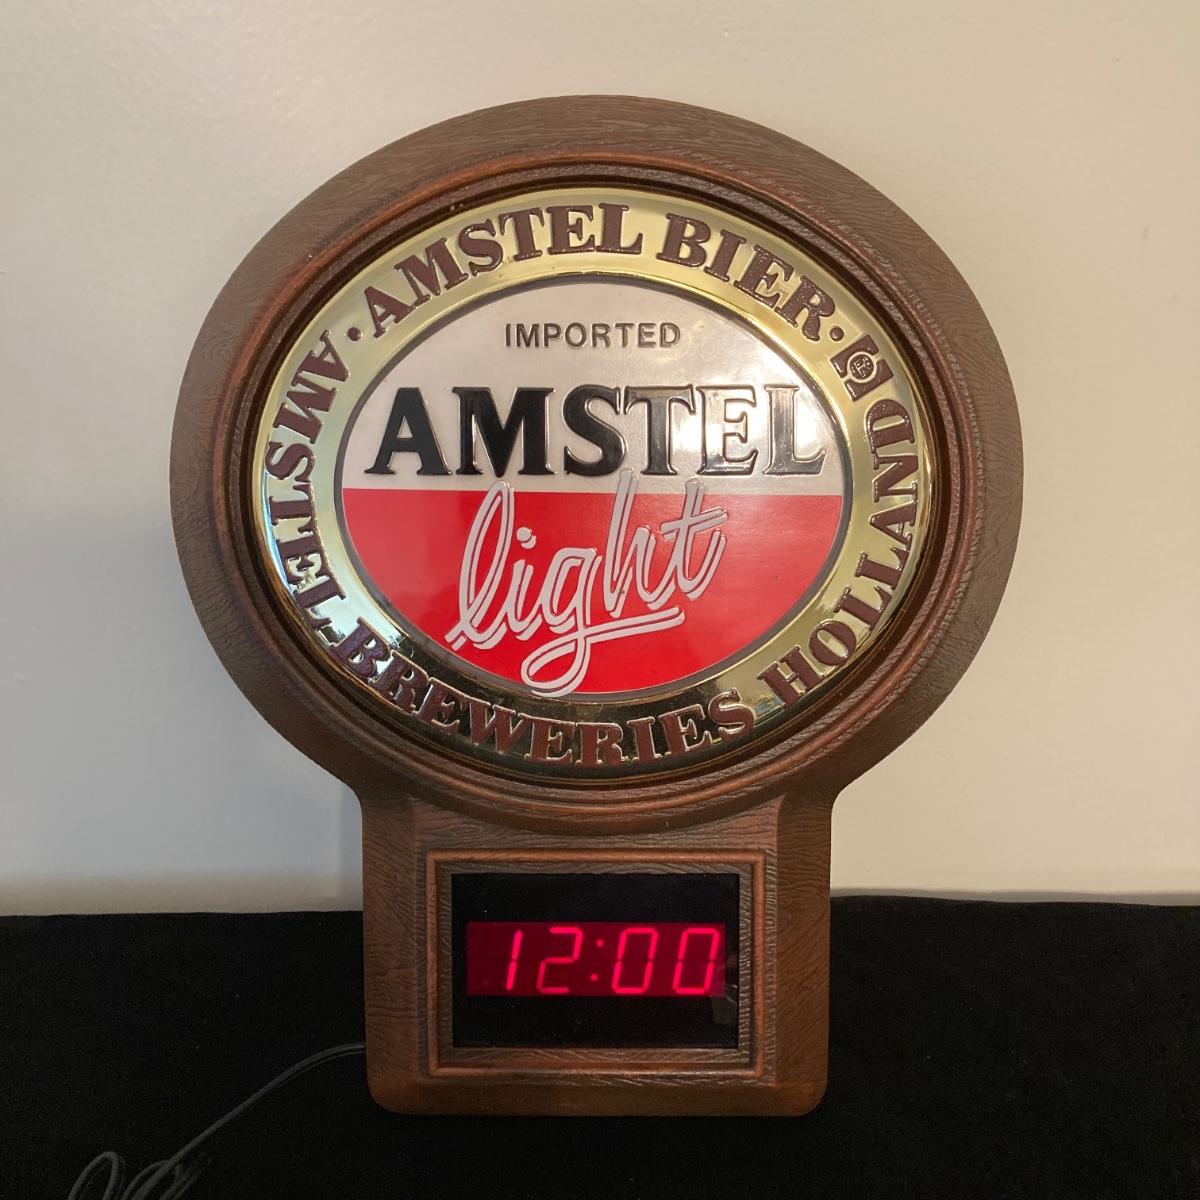 · AMSTEL BIER ·
AMSTEL BREWERIES HOLLAND
®
IMPORTED
AMSTEL
light
12:00